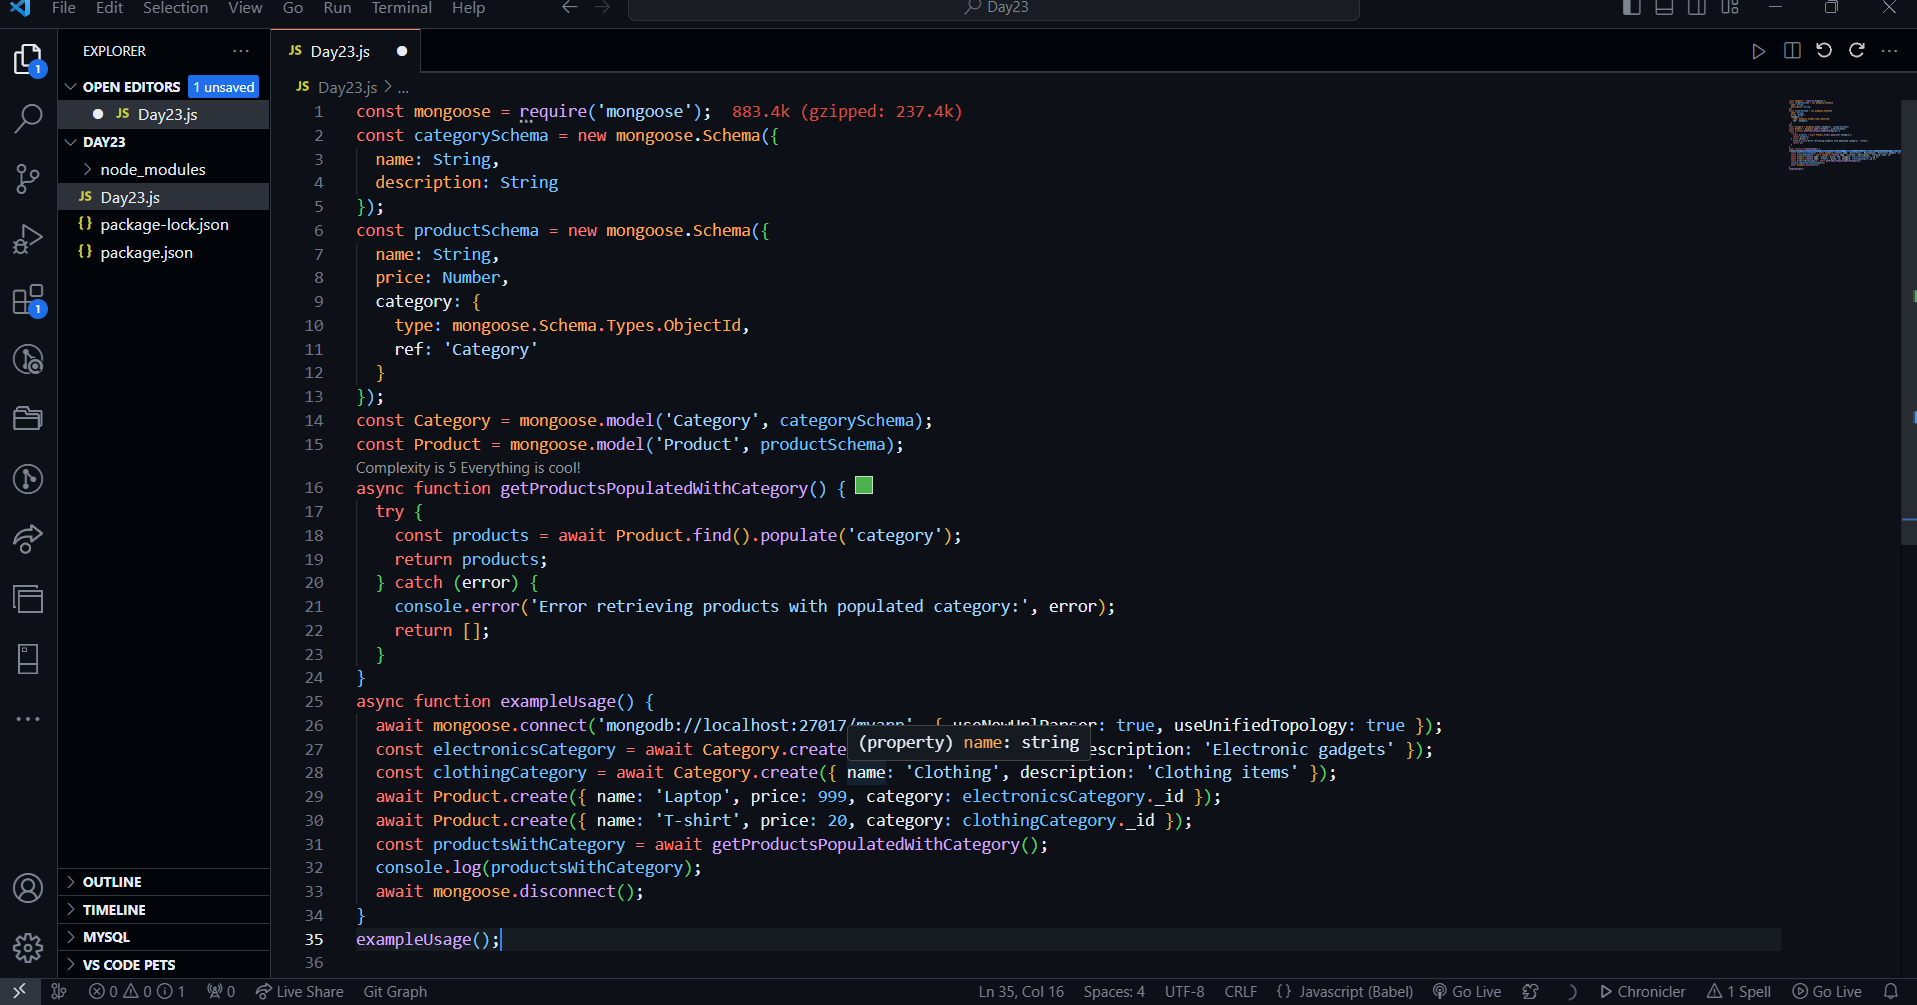 File Edit Selection View Go Run Terminal Help
Day23
EXPLORER
OPEN EDITORS 1 unsaved
JS Day23.js
DAY23
node_modules
JS Day23.js
{} package-lock.json
{} package.json
OUTLINE
TIMELINE
MYSQL
VS CODE PETS
1
1
JS Day23.js
JS Day23.js > ...
1 const mongoose = require('mongoose'); 883.4k (gzipped: 237.4k)
2 const categorySchema = new mongoose.Schema({
3 name: String,
4 description: String
5 });
6 const productSchema = new mongoose.Schema({
7 name: String,
8 price: Number,
9 category: {
10 type: mongoose.Schema.Types.ObjectId,
11 ref: 'Category'
12 }
13 });
14 const Category = mongoose.model('Category', categorySchema);
15 const Product = mongoose.model('Product', productSchema);
Complexity is 5 Everything is cool!
16 async function getProductsPopulatedWithCategory() {
17 try {
18 const products = await Product.find().populate('category');
19 return products;
20 } catch (error) {
21 console.error('Error retrieving products with populated category:', error);
22 return [];
23 }
24 }
25 async function exampleUsage() {
26 await mongoose.connect('mongodb://localhost:27017/myapp', { useNewUrlParser: true, useUnifiedTopology: true });
(property) name: string
27 const electronicsCategory = await Category.create escription: 'Electronic gadgets' });
28 const clothingCategory = await Category.create({ name: 'Clothing', description: 'Clothing items' });
29 await Product.create({ name: 'Laptop', price: 999, category: electronicsCategory._id });
30 await Product.create({ name: 'T-shirt', price: 20, category: clothingCategory._id });
31 const productsWithCategory = await getProductsPopulatedWithCategory();
32 console.log(productsWithCategory);
33 await mongoose.disconnect();
34 }
35 exampleUsage();
36
0 0 1 0 Live Share Git Graph Ln 35, Col 16 Spaces: 4 UTF-8 CRLF {} Javascript (Babel) Go Live Chronicler 1 Spell Go Live